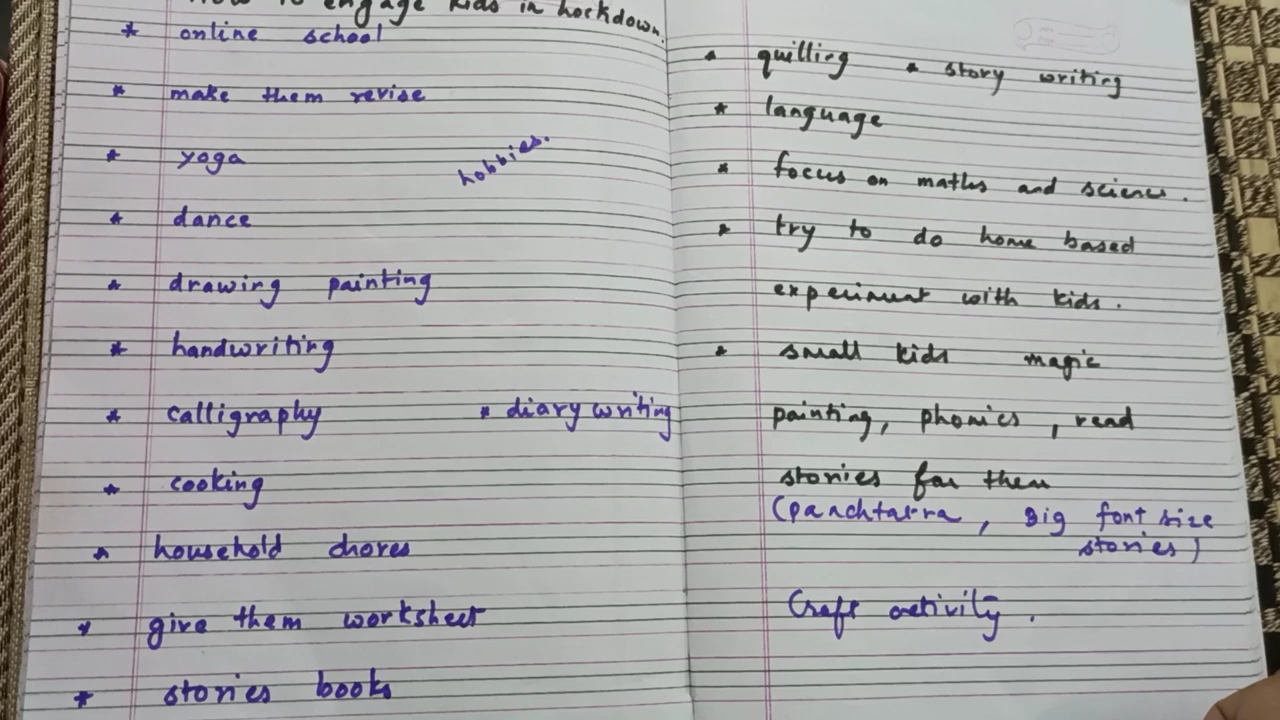 How to engage kids in Lockdown.
* online school
* make them revise
* yoga
hobbies.
* dance
* drawing painting
* handwriting
* calligraphy * diary writing
* cooking
* household chores
* give them worksheet
* stories books
* quilling * story writing
* language
* focus on maths and science.
* try to do home based
experiment with kids.
* small kids magic
painting, phonics, read
stories for them
(panchtantra, Big font size
stories)
Craft activity.